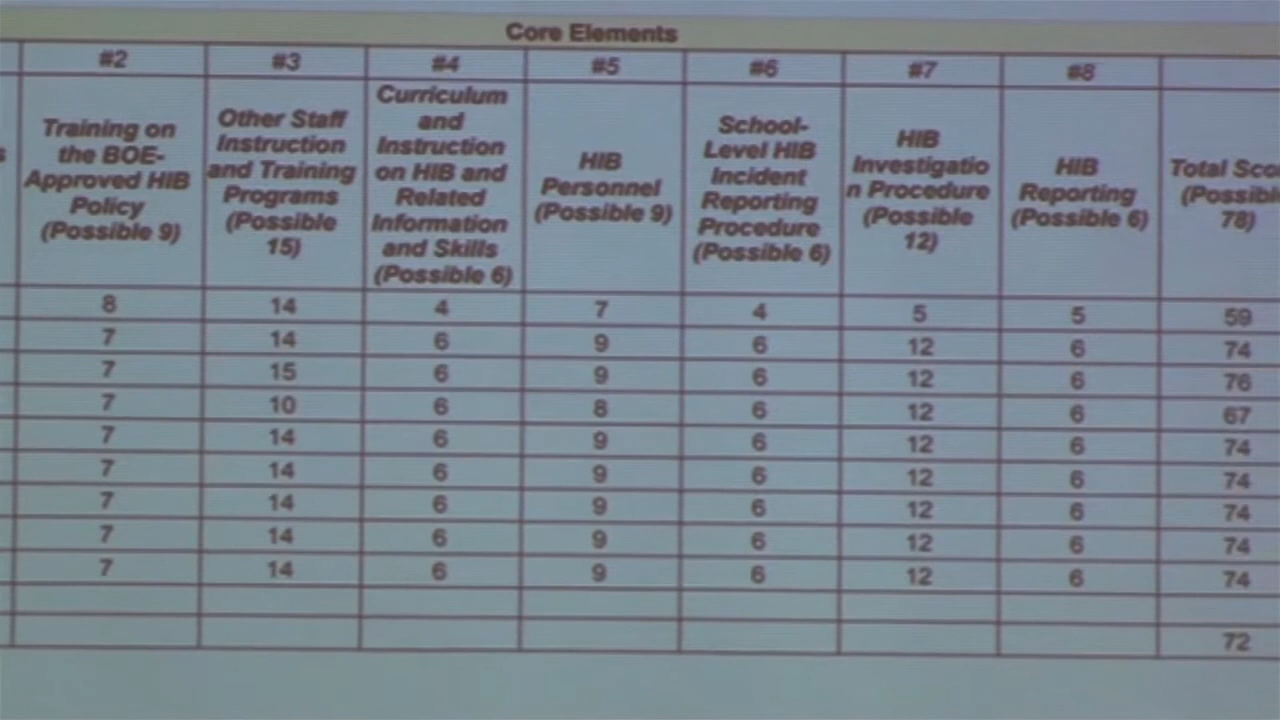 Core Elements
#2 #3 #4 #5 #6 #7 #8
Training on the BOE-Approved HIB Policy (Possible 9)
Other Staff Instruction and Training Programs (Possible 15)
Curriculum and Instruction on HIB and Related Information and Skills (Possible 6)
HIB Personnel (Possible 9)
School-Level HIB Incident Reporting Procedure (Possible 6)
HIB Investigatio n Procedure (Possible 12)
HIB Reporting (Possible 6)
Total Sco (Possibl 78)
8 14 4 7 4 5 5 59
7 14 6 9 6 12 6 74
7 15 6 9 6 12 6 76
7 10 6 8 6 12 6 67
7 14 6 9 6 12 6 74
7 14 6 9 6 12 6 74
7 14 6 9 6 12 6 74
7 14 6 9 6 12 6 74
7 14 6 9 6 12 6 74
72